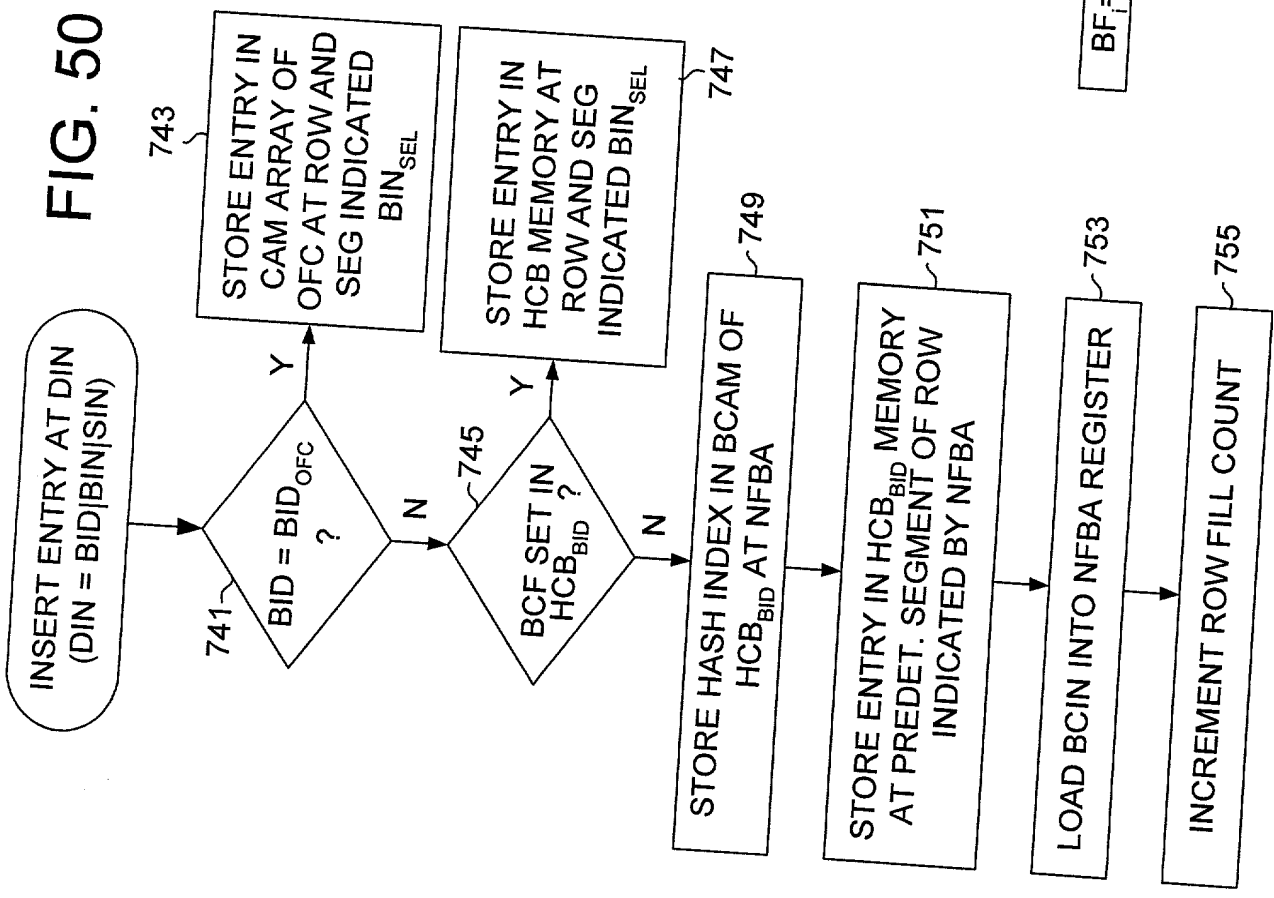 FIG. 50
INSERT ENTRY AT DIN
(DIN = BID|BIN|SIN)
741
BID = BID_OFC
?
Y
N
743
STORE ENTRY IN
CAM ARRAY OF
OFC AT ROW AND
SEG INDICATED
BIN_SEL
745
BCF SET IN
HCB_BID ?
Y
N
STORE ENTRY IN
HCB MEMORY AT
ROW AND SEG
INDICATED BIN_SEL
747
749
STORE HASH INDEX IN BCAM OF
HCB_BID AT NFBA
751
STORE ENTRY IN HCB_BID MEMORY
AT PREDET. SEGMENT OF ROW
INDICATED BY NFBA
753
LOAD BCIN INTO NFBA REGISTER
755
INCREMENT ROW FILL COUNT
BF_i =